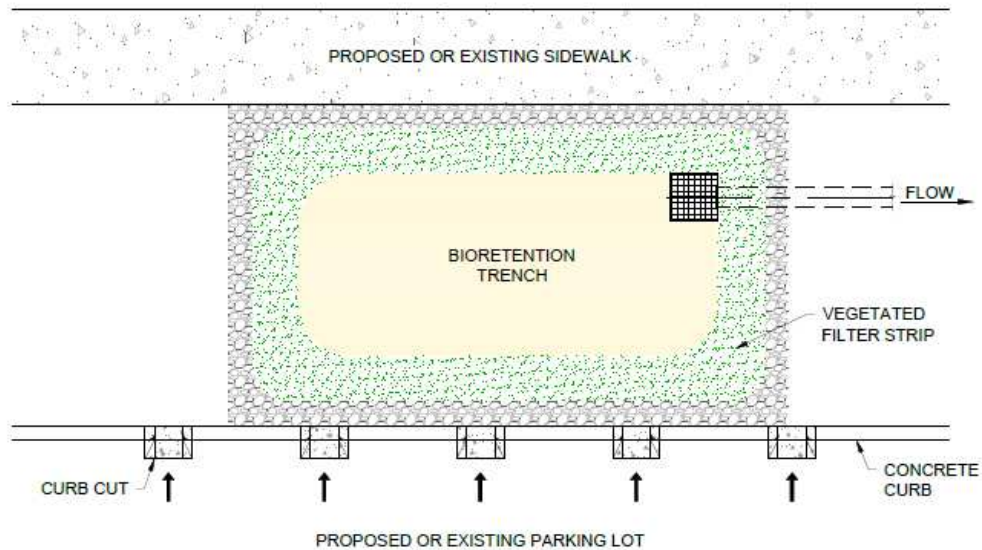 PROPOSED OR EXISTING SIDEWALK
FLOW
BIORETENTION
TRENCH
VEGETATED
FILTER STRIP
CURB CUT
CONCRETE
CURB
PROPOSED OR EXISTING PARKING LOT